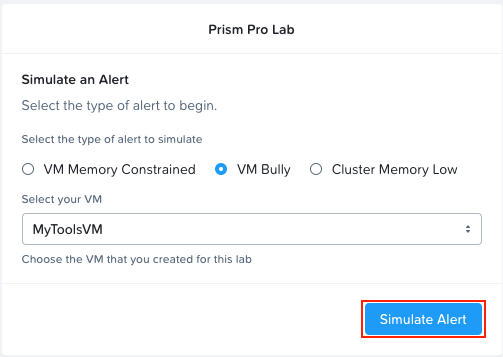 Prism Pro Lab
Simulate an Alert
Select the type of alert to begin.
Select the type of alert to simulate
VM Memory Constrained VM Bully Cluster Memory Low
Select your VM
MyToolsVM
Choose the VM that you created for this lab
Simulate Alert